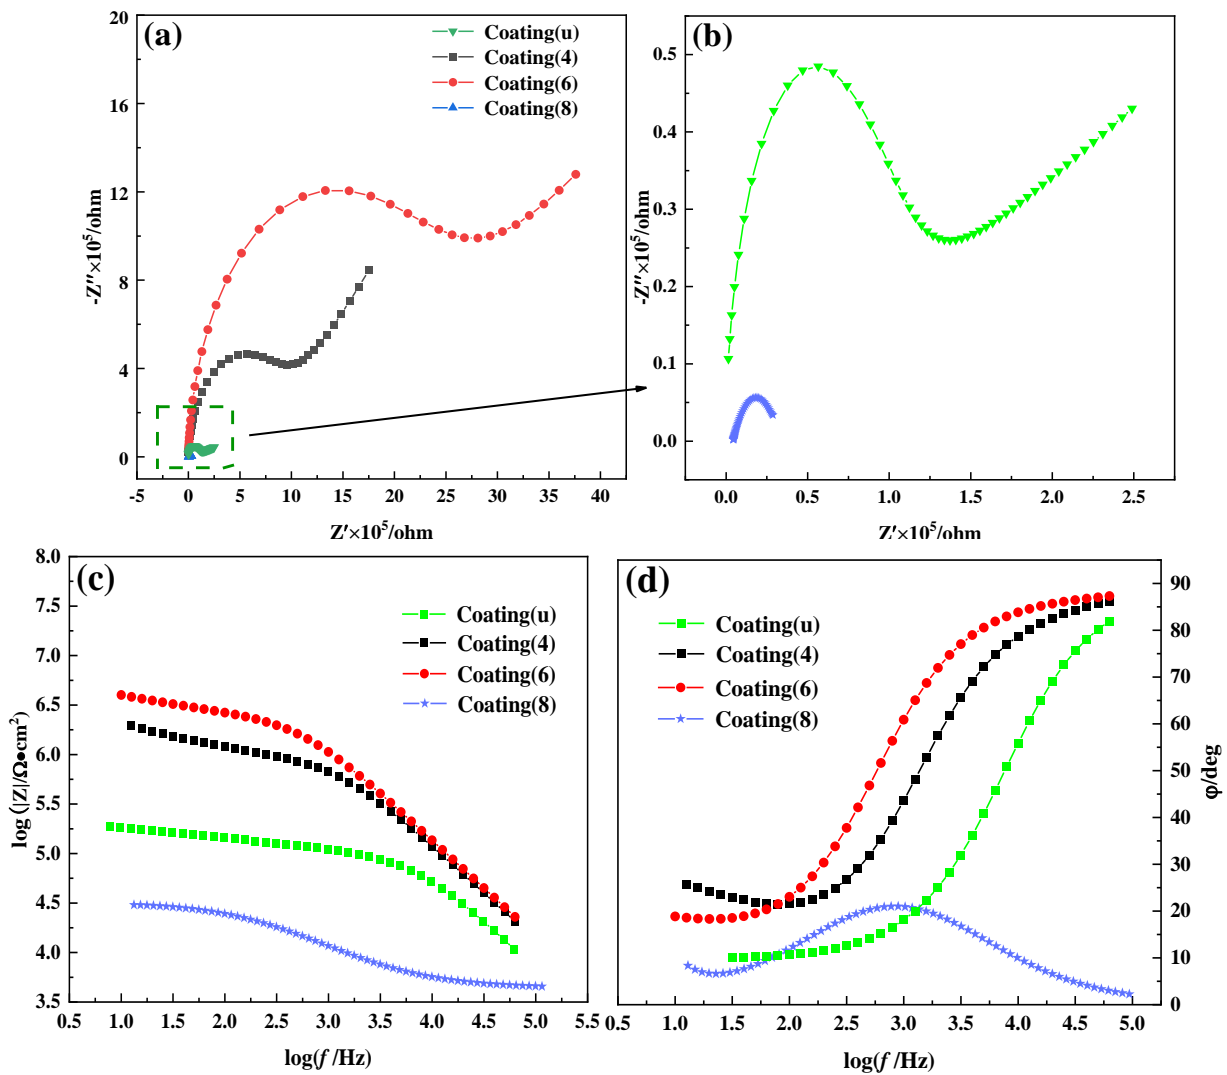 (a)
Coating(u)
Coating(4)
Coating(6)
Coating(8)
20
16
12
8
4
0
-Z''×10⁵/ohm
-5 0 5 10 15 20 25 30 35 40
Z'×10⁵/ohm
(b)
0.5
0.4
0.3
0.2
0.1
0.0
-Z''×10⁵/ohm
0.0 0.5 1.0 1.5 2.0 2.5
Z'×10⁵/ohm
(c)
Coating(u)
Coating(4)
Coating(6)
Coating(8)
8.0
7.5
7.0
6.5
6.0
5.5
5.0
4.5
4.0
3.5
log (|Z|/Ω•cm²)
0.5 1.0 1.5 2.0 2.5 3.0 3.5 4.0 4.5 5.0 5.5
log(f /Hz)
(d)
Coating(u)
Coating(4)
Coating(6)
Coating(8)
90
80
70
60
50
40
30
20
10
0
φ/deg
0.5 1.0 1.5 2.0 2.5 3.0 3.5 4.0 4.5 5.0
log(f /Hz)